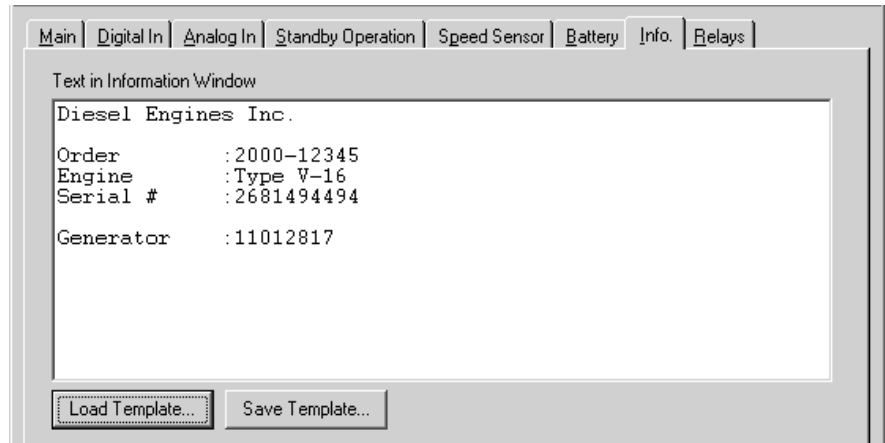 Main Digital In Analog In Standby Operation Speed Sensor Battery Info. Relays
Text in Information Window
Diesel Engines Inc.
Order :2000-12345
Engine :Type V-16
Serial # :2681494494
Generator :11012817
Load Template... Save Template...